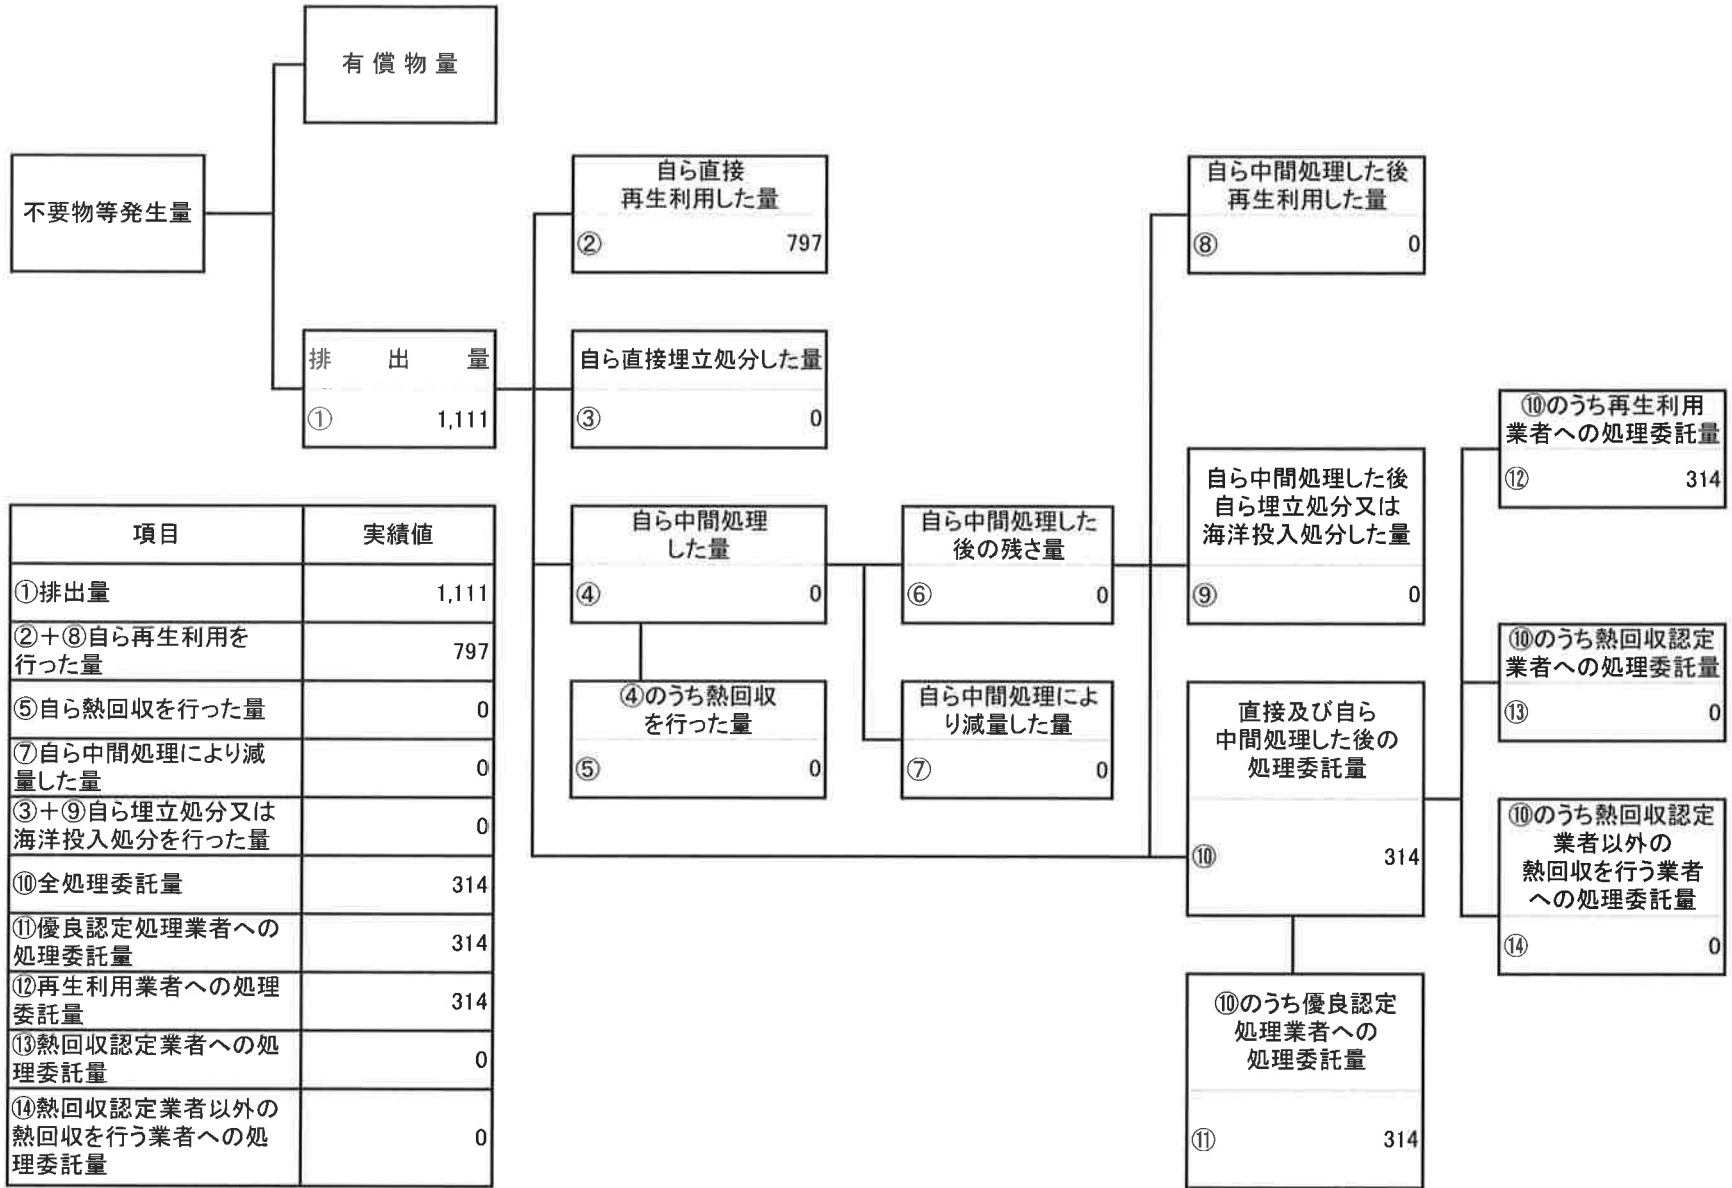 有償物量
不要物等発生量
排出量
① 1,111
自ら直接
再生利用した量
② 797
自ら直接埋立処分した量
③ 0
自ら中間処理
した量
④ 0
④のうち熱回収
を行った量
⑤ 0
自ら中間処理した
後の残さ量
⑥ 0
自ら中間処理によ
り減量した量
⑦ 0
自ら中間処理した後
再生利用した量
⑧ 0
自ら中間処理した後
自ら埋立処分又は
海洋投入処分した量
⑨ 0
直接及び自ら
中間処理した後の
処理委託量
⑩ 314
⑩のうち優良認定
処理業者への
処理委託量
⑪ 314
⑩のうち再生利用
業者への処理委託量
⑫ 314
⑩のうち熱回収認定
業者への処理委託量
⑬ 0
⑩のうち熱回収認定
業者以外の
熱回収を行う業者
への処理委託量
⑭ 0
項目 実績値
①排出量 1,111
②＋⑧自ら再生利用を
行った量 797
⑤自ら熱回収を行った量 0
⑦自ら中間処理により減
量した量 0
③＋⑨自ら埋立処分又は
海洋投入処分を行った量 0
⑩全処理委託量 314
⑪優良認定処理業者への
処理委託量 314
⑫再生利用業者への処理
委託量 314
⑬熱回収認定業者への処
理委託量 0
⑭熱回収認定業者以外の
熱回収を行う業者への処
理委託量 0